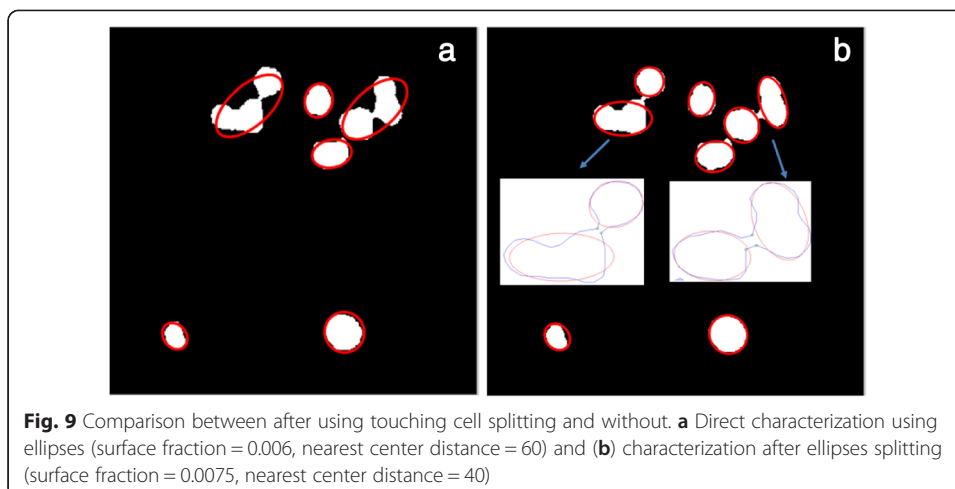 a
b
Fig. 9 Comparison between after using touching cell splitting and without. a Direct characterization using
ellipses (surface fraction = 0.006, nearest center distance = 60) and (b) characterization after ellipses splitting
(surface fraction = 0.0075, nearest center distance = 40)